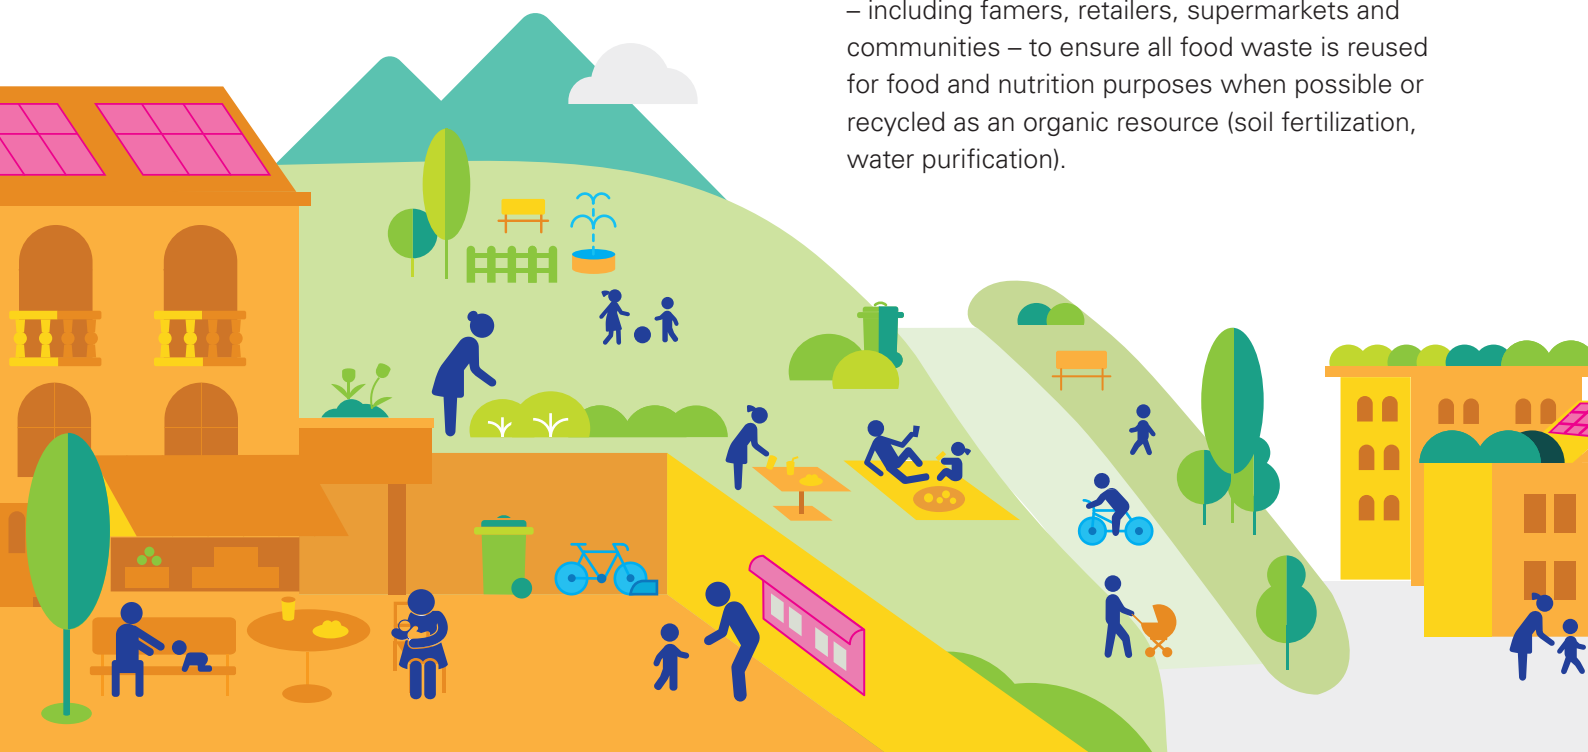 – including famers, retailers, supermarkets and
communities – to ensure all food waste is reused
for food and nutrition purposes when possible or
recycled as an organic resource (soil fertilization,
water purification).